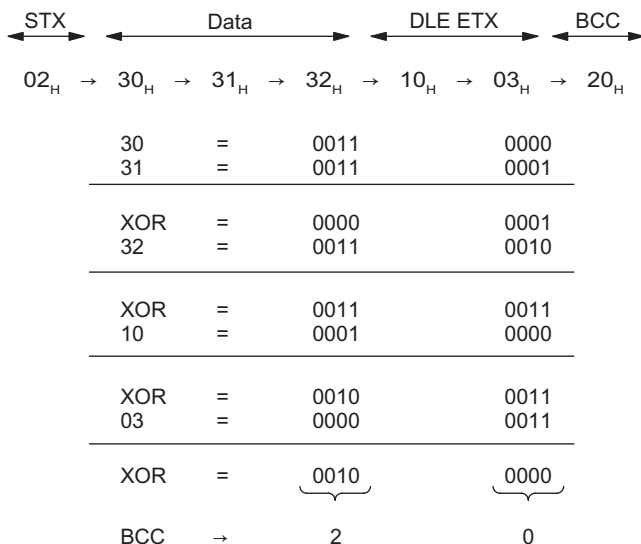 STX Data DLE ETX BCC
02H → 30H → 31H → 32H → 10H → 03H → 20H
30 = 0011 0000
31 = 0011 0001
XOR = 0000 0001
32 = 0011 0010
XOR = 0011 0011
10 = 0001 0000
XOR = 0010 0011
03 = 0000 0011
XOR = 0010 0000
BCC → 2 0